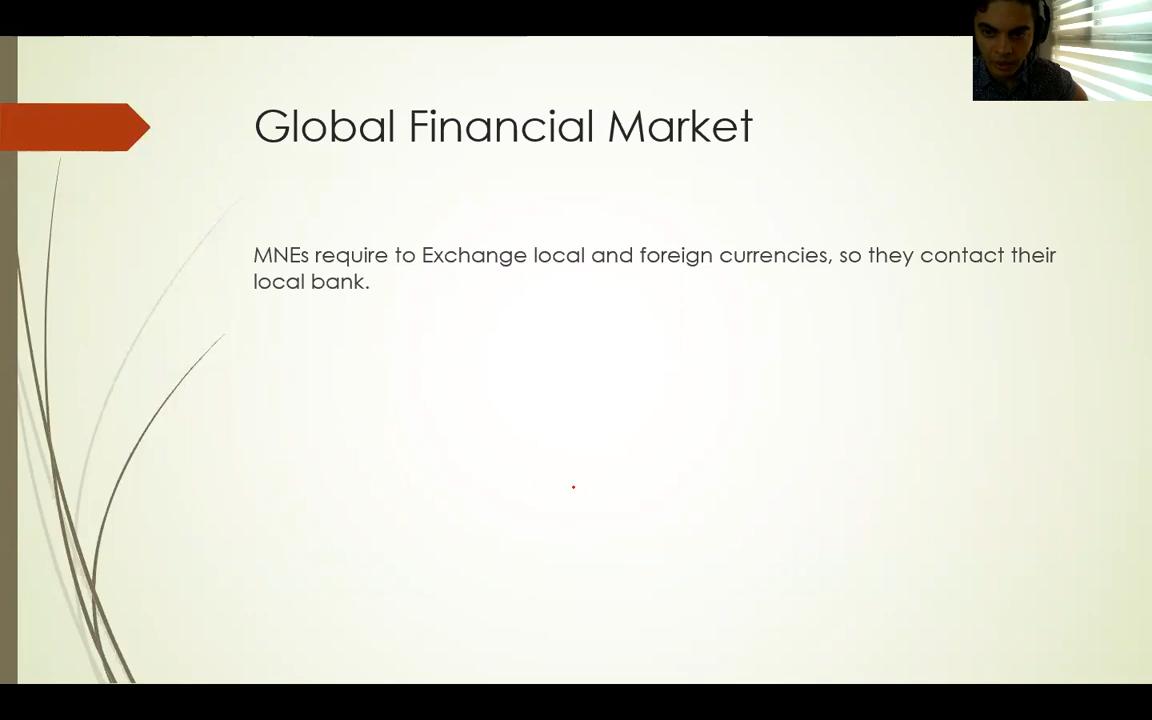 Global Financial Market
MNEs require to Exchange local and foreign currencies, so they contact their
local bank.